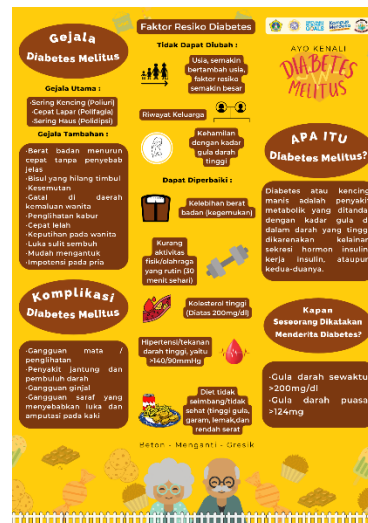 Gejala
Diabetes Melitus
Gejala Utama :
-Sering Kencing (Poliuri)
-Cepat Lapar (Polifagia)
-Sering Haus (Polidipsi)
Gejala Tambahan :
-Berat badan menurun
cepat tanpa penyebab
jelas
-Bisul yang hilang timbul
-Kesemutan
-Gatal di daerah
kemaluan wanita
-Penglihatan kabur
-Cepat lelah
-Keputihan pada wanita
-Luka sulit sembuh
-Mudah mengantuk
-Impotensi pada pria
Komplikasi
Diabetes Melitus
-Gangguan mata /
penglihatan
-Penyakit jantung dan
pembuluh darah
-Gangguan ginjal
-Gangguan saraf yang
menyebabkan luka dan
amputasi pada kaki
Faktor Resiko Diabetes
Tidak Dapat Diubah :
Usia, semakin
bertambah usia,
faktor resiko
semakin besar
Riwayat Keluarga
Kehamilan
dengan kadar
gula darah
tinggi
Dapat Diperbaiki :
Kelebihan berat
badan (kegemukan)
Kurang
aktivitas
fisik/olahraga
yang rutin (30
menit sehari)
Kolesterol tinggi
(Diatas 200mg/dl)
Hipertensi/tekanan
darah tinggi, yaitu
>140/90mmHg
Diet tidak
seimbang/tidak
sehat (tinggi gula,
garam, lemak,dan
rendah serat
Beton - Menganti - Gresik
AYO KENALI
DIABETES
MELITUS
APA ITU
Diabetes Melitus?
Diabetes atau kencing
manis adalah penyakit
metabolik yang ditanda
dengan kadar gula d
dalam darah yang tingg
dikarenakan kelainan
sekresi hormon insulin
kerja insulin, ataupun
kedua-duanya.
Kapan
Seseorang Dikatakan
Menderita Diabetes?
-Gula darah sewaktu
>200mg/dl
-Gula darah puasa
>124mg